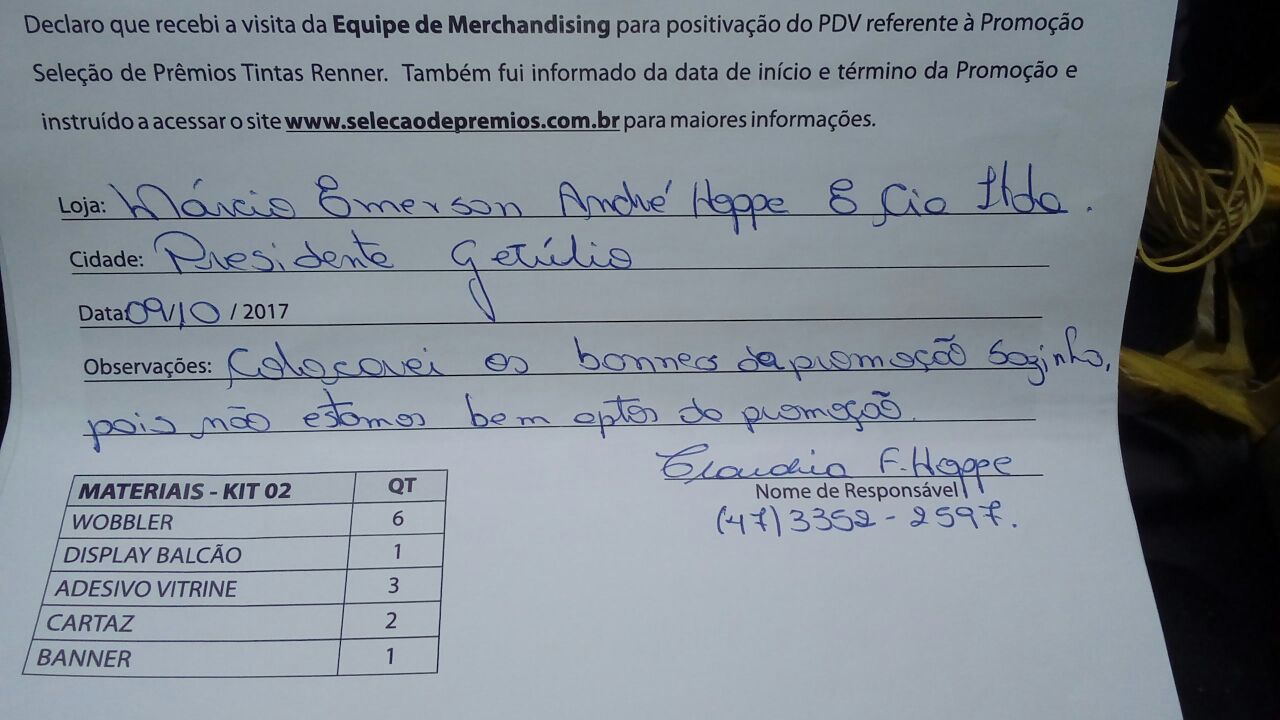 Declaro que recebi a visita da Equipe de Merchandising para positivação do PDV referente à Promoção
Seleção de Prêmios Tintas Renner. Também fui informado da data de início e término da Promoção e
instruído a acessar o site www.selecaodepremios.com.br para maiores informações.
Loja: Márcio Emerson André Hoppe & Cia Ltda.
Cidade: Presidente Getúlio
Data: 09/10 / 2017
Observações: Colocarei os banners da promoção sozinho,
pois não estamos bem aptos da promoção.
Claudia F. Hoppe
Nome de Responsável
(47) 3352-2597.
MATERIAIS - KIT 02 QT
WOBBLER 6
DISPLAY BALCÃO 1
ADESIVO VITRINE 3
CARTAZ 2
BANNER 1